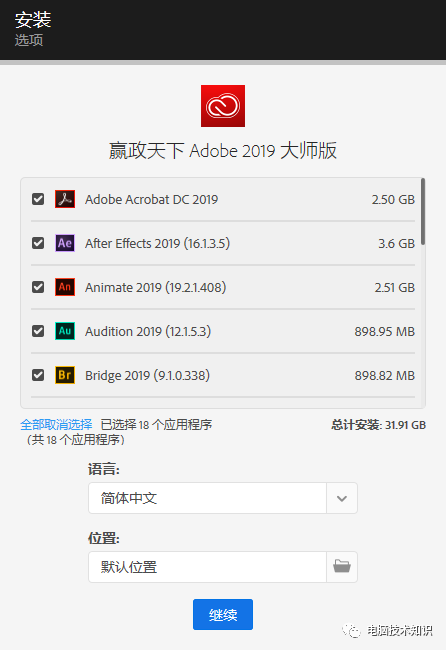 安装
选项
赢政天下 Adobe 2019 大师版
Adobe Acrobat DC 2019 2.50 GB
Ae After Effects 2019 (16.1.3.5) 3.6 GB
An Animate 2019 (19.2.1.408) 2.51 GB
Au Audition 2019 (12.1.5.3) 898.95 MB
Br Bridge 2019 (9.1.0.338) 898.82 MB
全部取消选择 已选择 18 个应用程序 总计安装: 31.91 GB
（共 18 个应用程序）
语言:
简体中文
位置:
默认位置
继续
电脑技术知识